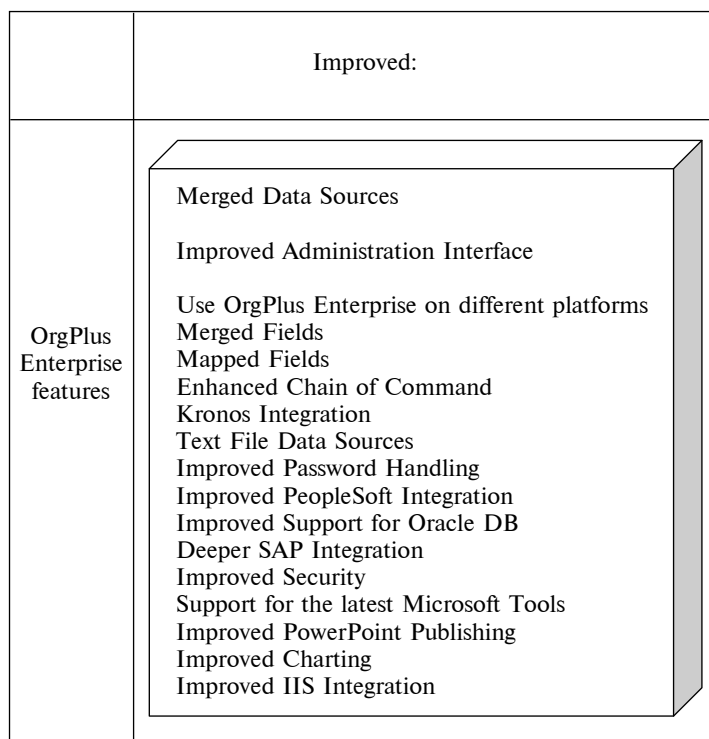 Improved:
OrgPlus
Enterprise
features
Merged Data Sources
Improved Administration Interface
Use OrgPlus Enterprise on different platforms
Merged Fields
Mapped Fields
Enhanced Chain of Command
Kronos Integration
Text File Data Sources
Improved Password Handling
Improved PeopleSoft Integration
Improved Support for Oracle DB
Deeper SAP Integration
Improved Security
Support for the latest Microsoft Tools
Improved PowerPoint Publishing
Improved Charting
Improved IIS Integration